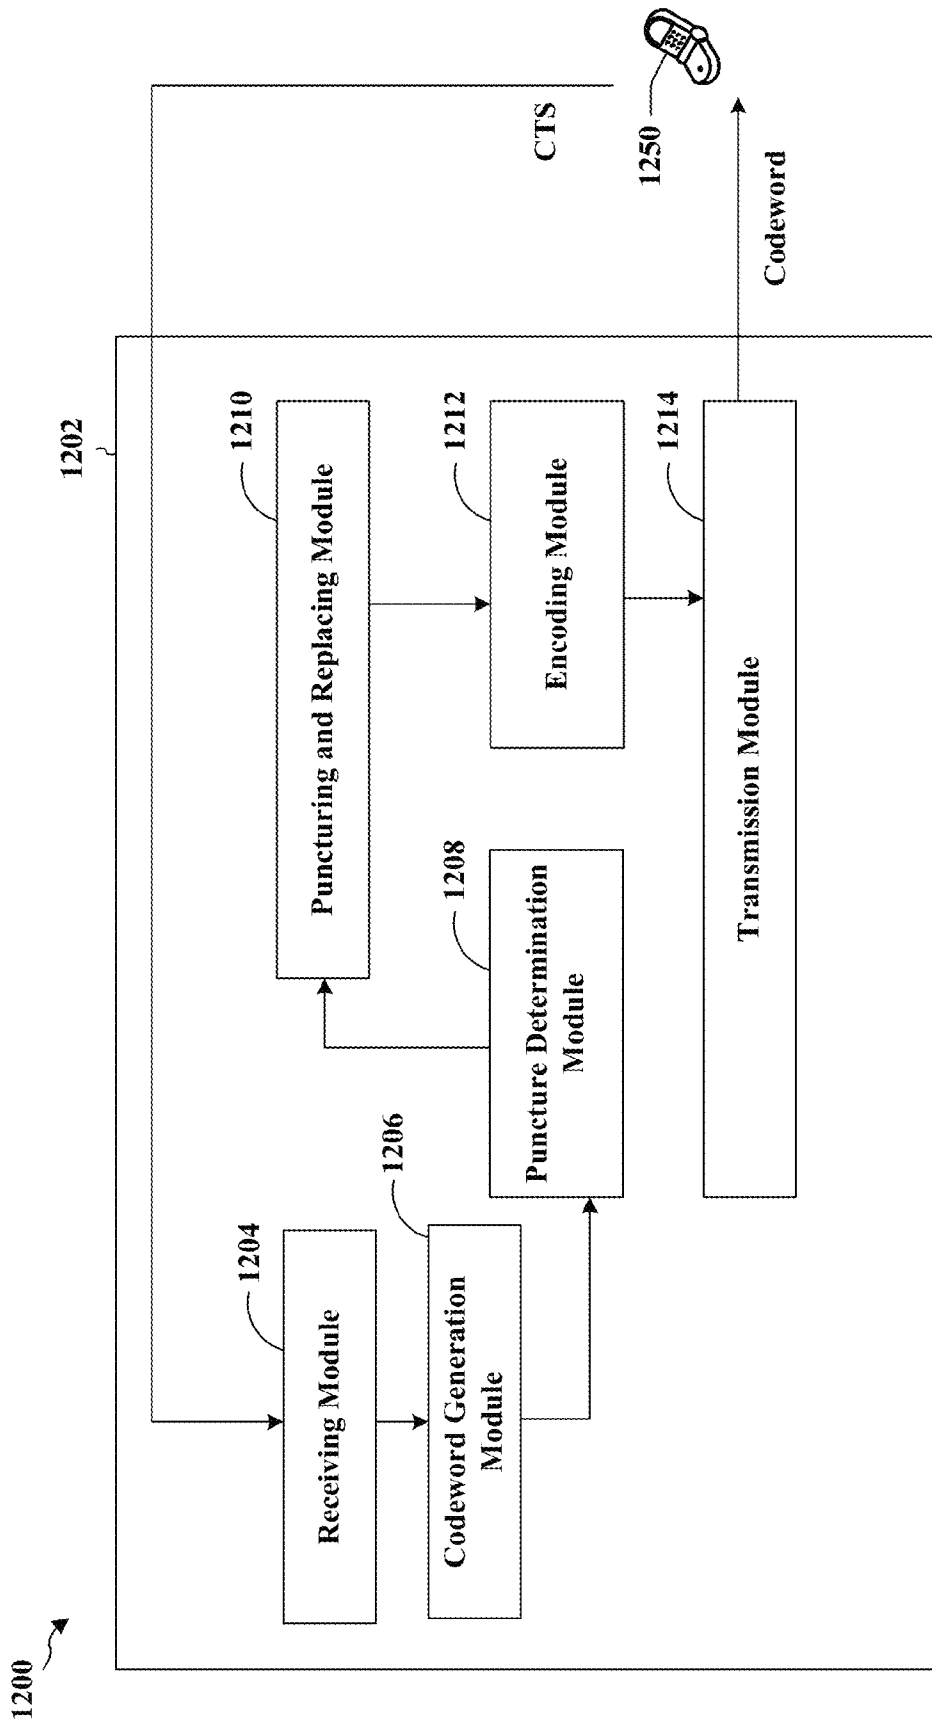 1200
1202
CTS
1250
Codeword
1204
Receiving Module
1206
Codeword Generation
Module
1208
Puncture Determination
Module
1210
Puncturing and Replacing Module
1212
Encoding Module
1214
Transmission Module